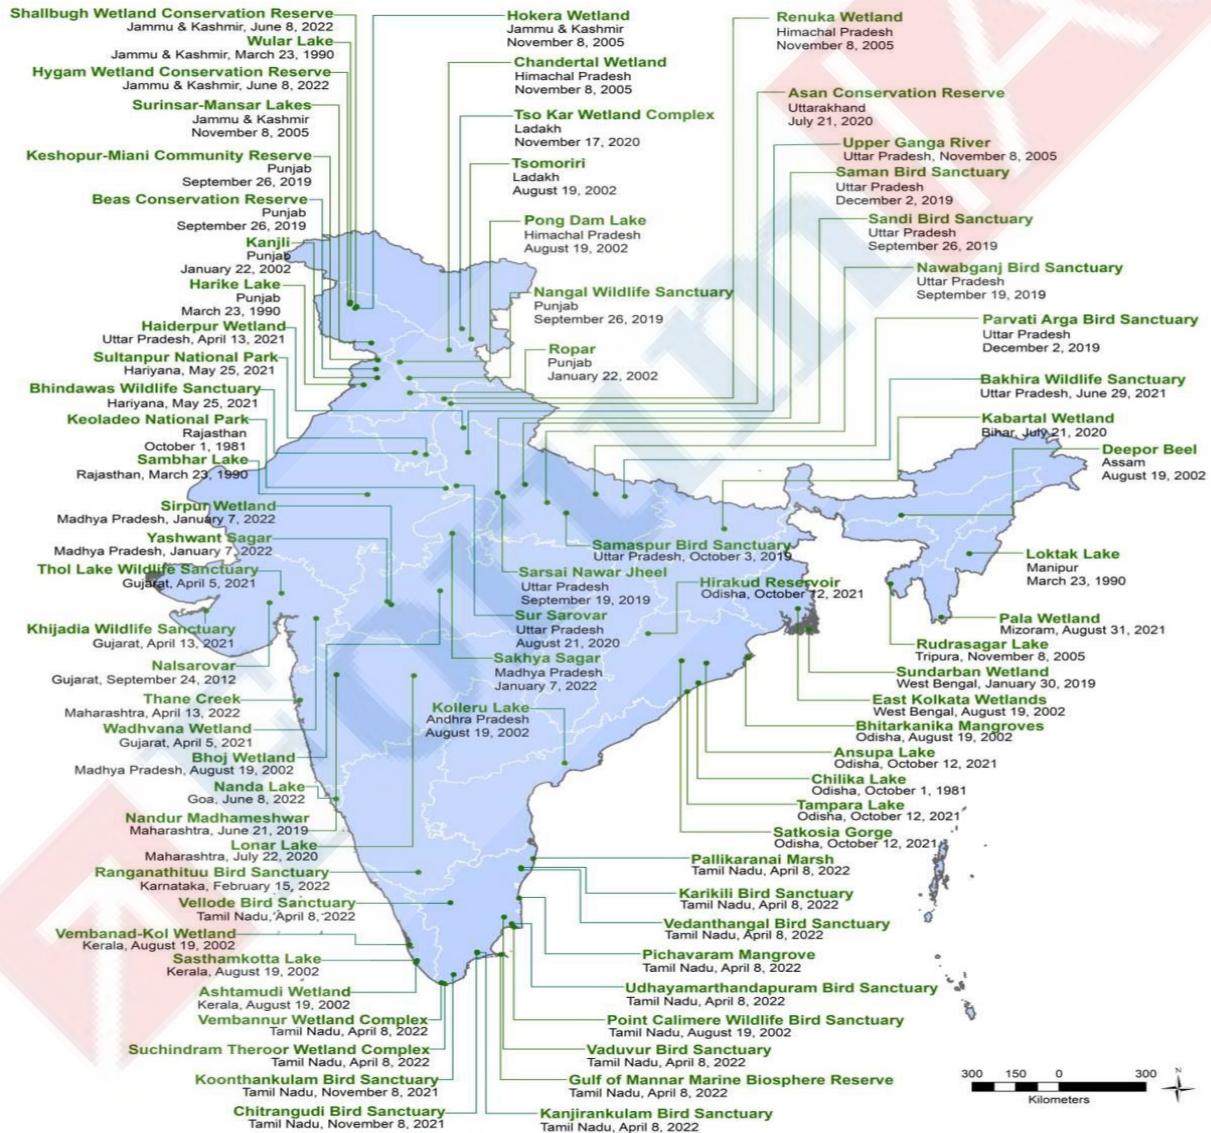 Shallbugh Wetland Conservation Reserve
Jammu & Kashmir, June 8, 2022
Wular Lake
Jammu & Kashmir, March 23, 1990
Hygam Wetland Conservation Reserve
Jammu & Kashmir, June 8, 2022
Surinsar-Mansar Lakes
Jammu & Kashmir
November 8, 2005
Keshopur-Miani Community Reserve
Punjab
September 26, 2019
Beas Conservation Reserve
Punjab
September 26, 2019
Kanjli
Punjab
January 22, 2002
Harike Lake
Punjab
March 23, 1990
Haiderpur Wetland
Uttar Pradesh, April 13, 2021
Sultanpur National Park
Hariyana, May 25, 2021
Bhindawas Wildlife Sanctuary
Hariyana, May 25, 2021
Keoladeo National Park
Rajasthan
October 1, 1981
Sambhar Lake
Rajasthan, March 23, 1990
Sirpur Wetland
Madhya Pradesh, January 7, 2022
Yashwant Sagar
Madhya Pradesh, January 7, 2022
Thol Lake Wildlife Sanctuary
Gujarat, April 5, 2021
Khijadia Wildlife Sanctuary
Gujarat, April 13, 2021
Nalsarovar
Gujarat, September 24, 2012
Thane Creek
Maharashtra, April 13, 2022
Wadhvana Wetland
Gujarat, April 5, 2021
Bhoj Wetland
Madhya Pradesh, August 19, 2002
Nanda Lake
Goa, June 8, 2022
Nandur Madhameshwar
Maharashtra, June 21, 2019
Lonar Lake
Maharashtra, July 22, 2020
Ranganathituu Bird Sanctuary
Karnataka, February 15, 2022
Vellode Bird Sanctuary
Tamil Nadu, April 8, 2022
Vembanad-Kol Wetland
Kerala, August 19, 2002
Sasthamkotta Lake
Kerala, August 19, 2002
Ashtamudi Wetland
Kerala, August 19, 2002
Vembannur Wetland Complex
Tamil Nadu, April 8, 2022
Suchindram Theroor Wetland Complex
Tamil Nadu, April 8, 2022
Koonthankulam Bird Sanctuary
Tamil Nadu, November 8, 2021
Chitrangudi Bird Sanctuary
Tamil Nadu, November 8, 2021
Hokera Wetland
Jammu & Kashmir
November 8, 2005
Chandertal Wetland
Himachal Pradesh
November 8, 2005
Tso Kar Wetland Complex
Ladakh
November 17, 2020
Tsomoriri
Ladakh
August 19, 2002
Pong Dam Lake
Himachal Pradesh
August 19, 2002
Nangal Wildlife Sanctuary
Punjab
September 26, 2019
Ropar
Punjab
January 22, 2002
Renuka Wetland
Himachal Pradesh
November 8, 2005
Asan Conservation Reserve
Uttarakhand
July 21, 2020
Upper Ganga River
Uttar Pradesh, November 8, 2005
Saman Bird Sanctuary
Uttar Pradesh
December 2, 2019
Sandi Bird Sanctuary
Uttar Pradesh
September 26, 2019
Nawabganj Bird Sanctuary
Uttar Pradesh
September 19, 2019
Parvati Arga Bird Sanctuary
Uttar Pradesh
December 2, 2019
Bakhira Wildlife Sanctuary
Uttar Pradesh, June 29, 2021
Kabartal Wetland
Bihar, July 21, 2020
Deepor Beel
Assam
August 19, 2002
Samaspur Bird Sanctuary
Uttar Pradesh, October 3, 2019
Sarsai Nawar Jheel
Uttar Pradesh
September 19, 2019
Hirakud Reservoir
Odisha, October 12, 2021
Sur Sarovar
Uttar Pradesh
August 21, 2020
Sakhya Sagar
Madhya Pradesh
January 7, 2022
Kolleru Lake
Andhra Pradesh
August 19, 2002
Loktak Lake
Manipur
March 23, 1990
Pala Wetland
Mizoram, August 31, 2021
Rudrasagar Lake
Tripura, November 8, 2005
Sundarban Wetland
West Bengal, January 30, 2019
East Kolkata Wetlands
West Bengal, August 19, 2002
Bhitarkanika Mangroves
Odisha, August 19, 2002
Ansupa Lake
Odisha, October 12, 2021
Chilika Lake
Odisha, October 1, 1981
Tampara Lake
Odisha, October 12, 2021
Satkosia Gorge
Odisha, October 12, 2021
Pallikaranai Marsh
Tamil Nadu, April 8, 2022
Karikili Bird Sanctuary
Tamil Nadu, April 8, 2022
Vedanthangal Bird Sanctuary
Tamil Nadu, April 8, 2022
Pichavaram Mangrove
Tamil Nadu, April 8, 2022
Udhayamarthandapuram Bird Sanctuary
Tamil Nadu, April 8, 2022
Point Calimere Wildlife Bird Sanctuary
Tamil Nadu, August 19, 2002
Vaduvur Bird Sanctuary
Tamil Nadu, April 8, 2022
Gulf of Mannar Marine Biosphere Reserve
Tamil Nadu, April 8, 2022
Kanjirankulam Bird Sanctuary
Tamil Nadu, April 8, 2022
300 150 0 300
Kilometers
N